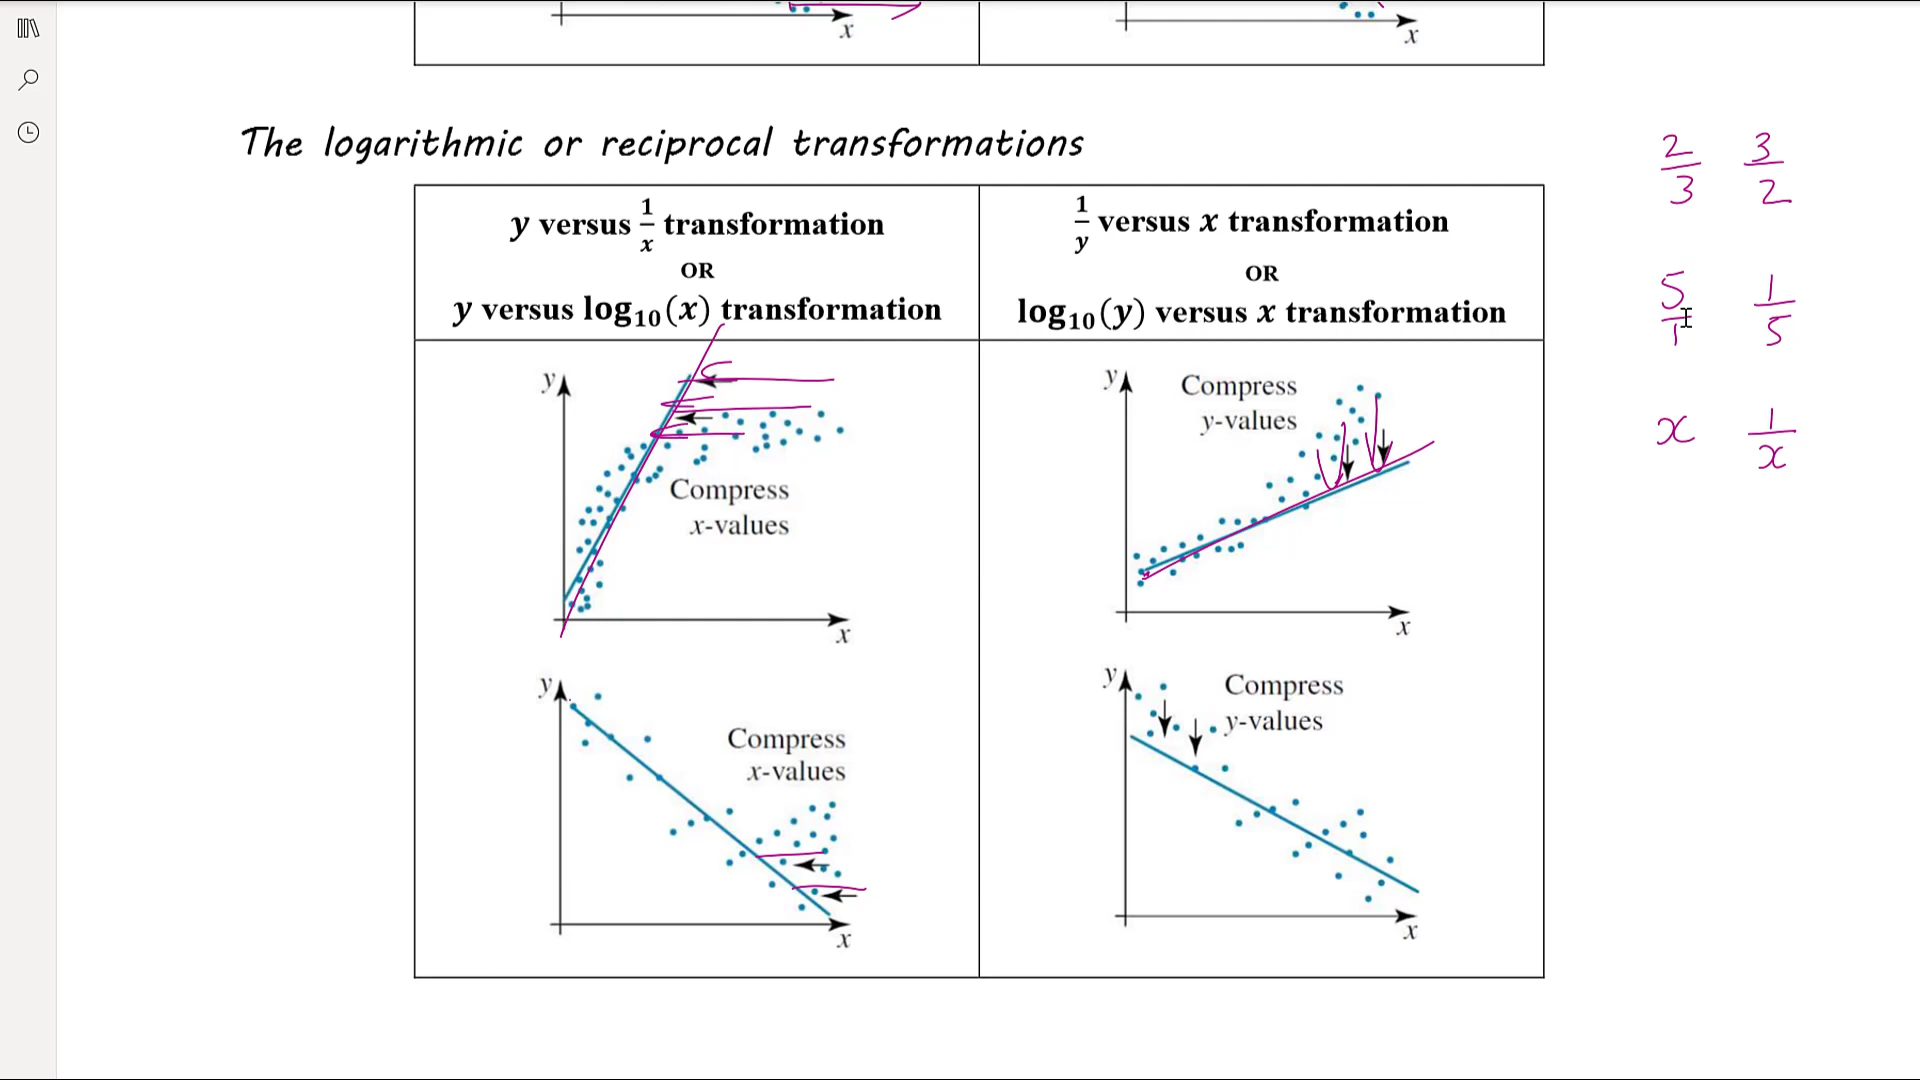 x
x
The logarithmic or reciprocal transformations
y versus 1/x transformation
OR
y versus log₁₀(x) transformation
1/y versus x transformation
OR
log₁₀(y) versus x transformation
y
Compress
x-values
x
y
Compress
y-values
x
y
Compress
x-values
x
y
Compress
y-values
x
2/3 3/2
5/1 1/5
x 1/x